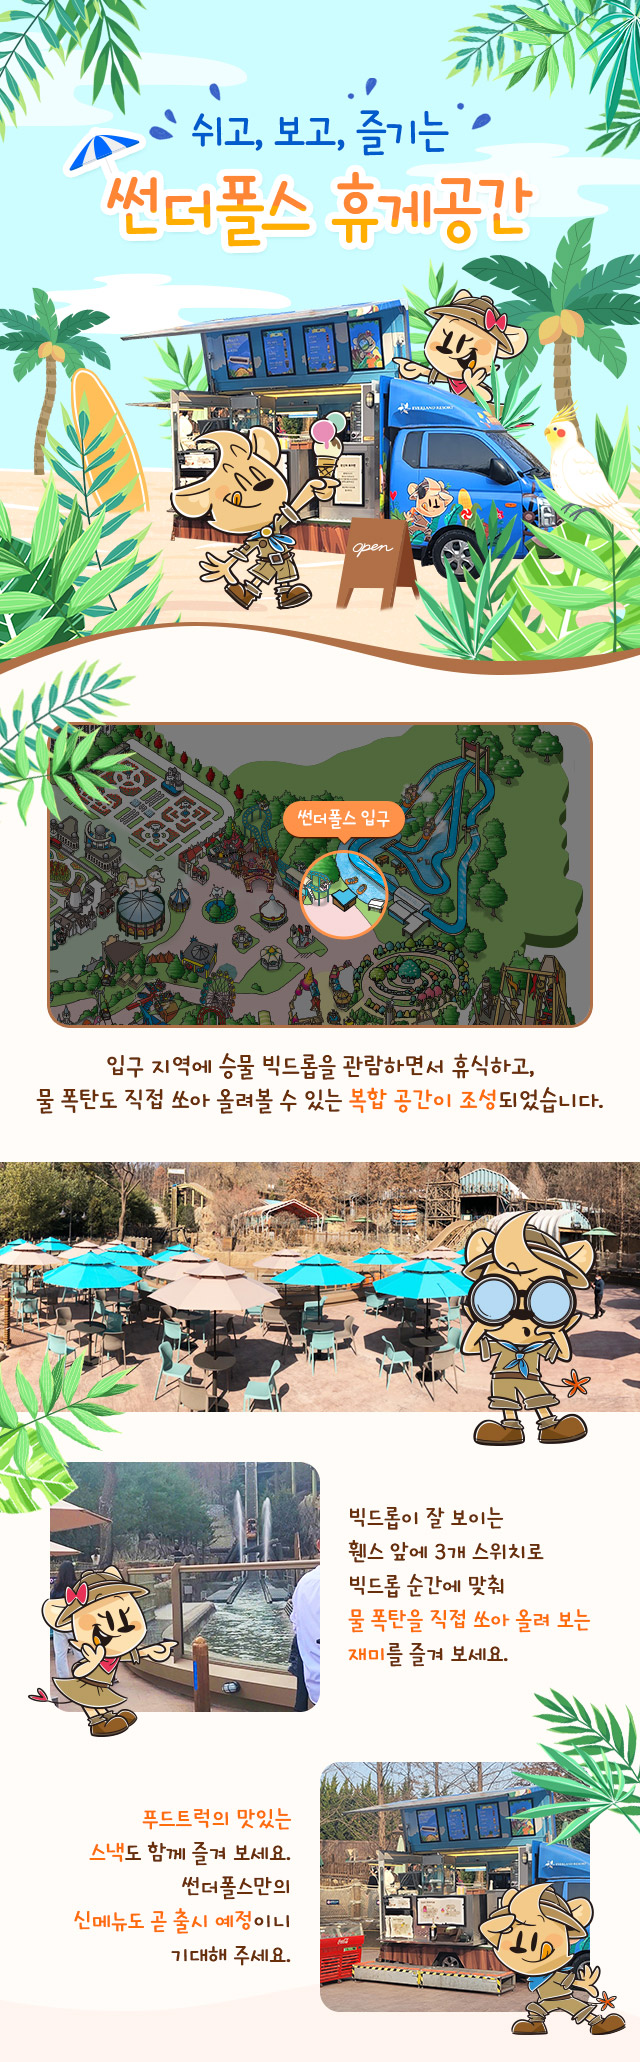 쉬고, 보고, 즐기는
썬더폴스 휴게공간
EVERLAND RESORT
open
썬더폴스 입구
입구 지역에 승물 빅드롭을 관람하면서 휴식하고,
물 폭탄도 직접 쏘아 올려볼 수 있는 복합 공간이 조성되었습니다.
빅드롭이 잘 보이는
휀스 앞에 3개 스위치로
빅드롭 순간에 맞춰
물 폭탄을 직접 쏘아 올려 보는
재미를 즐겨 보세요.
푸드트럭의 맛있는
스낵도 함께 즐겨 보세요.
썬더폴스만의
신메뉴도 곧 출시 예정이니
기대해 주세요.